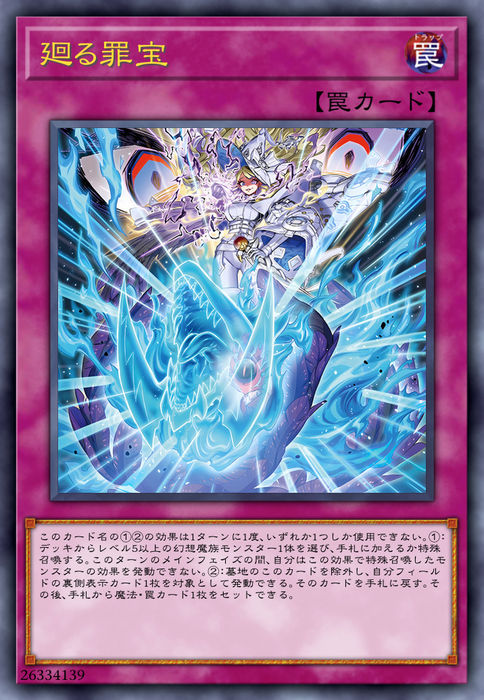 廻る罪宝
トラップ
罠
【罠カード】
このカード名の①②の効果は1ターンに1度、いずれか1つしか使用できない。①：
デッキからレベル5以上の幻想魔族モンスター1体を選び、手札に加えるか特殊
召喚する。このターンのメインフェイズの間、自分はこの効果で特殊召喚したモ
ンスターの効果を発動できない。②：墓地のこのカードを除外し、自分フィール
ドの裏側表示カード1枚を対象として発動できる。そのカードを手札に戻す。そ
の後、手札から魔法・罠カード1枚をセットできる。
26334139